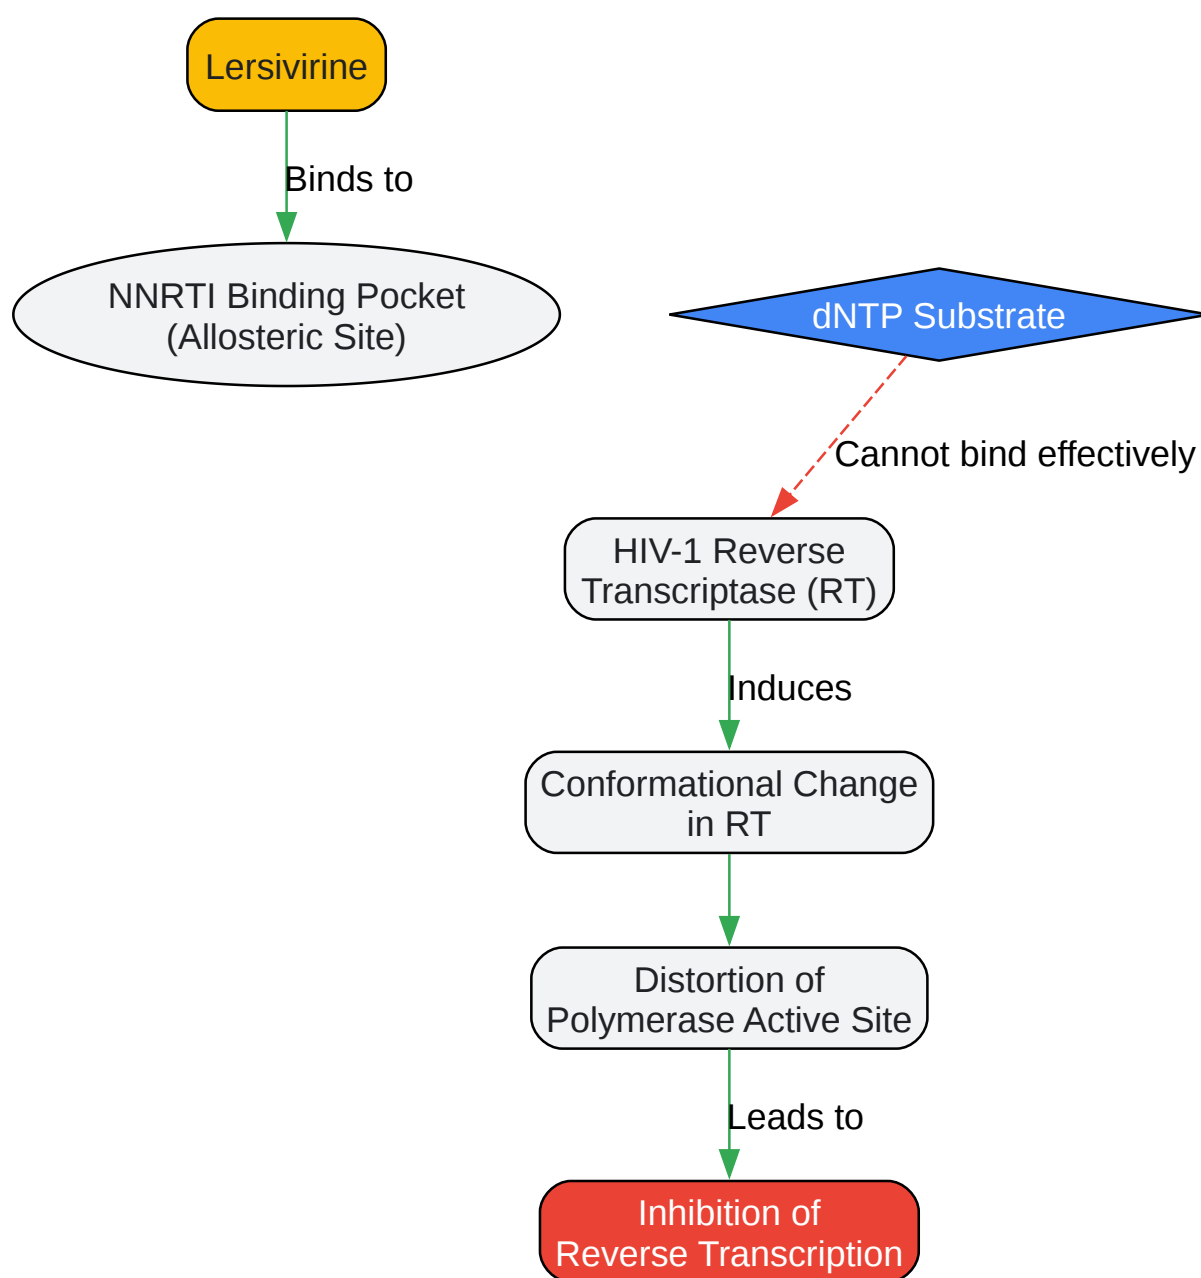 Lersivirine
Binds to
NNRTI Binding Pocket
(Allosteric Site)
dNTP Substrate
Cannot bind effectively
HIV-1 Reverse
Transcriptase (RT)
Induces
Conformational Change
in RT
Distortion of
Polymerase Active Site
Leads to
Inhibition of
Reverse Transcription